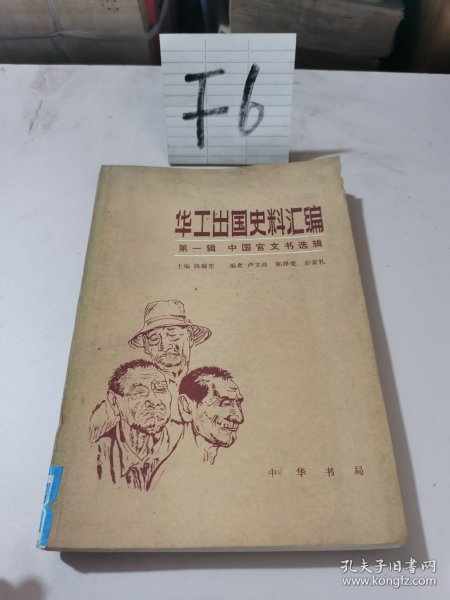 F6
华工出国史料汇编
第一辑 中国官文书选辑
主编 陈翰笙 编者 卢文迪 陈泽宪 彭家礼
中华书局
孔夫子旧书网
www.kongfz.com